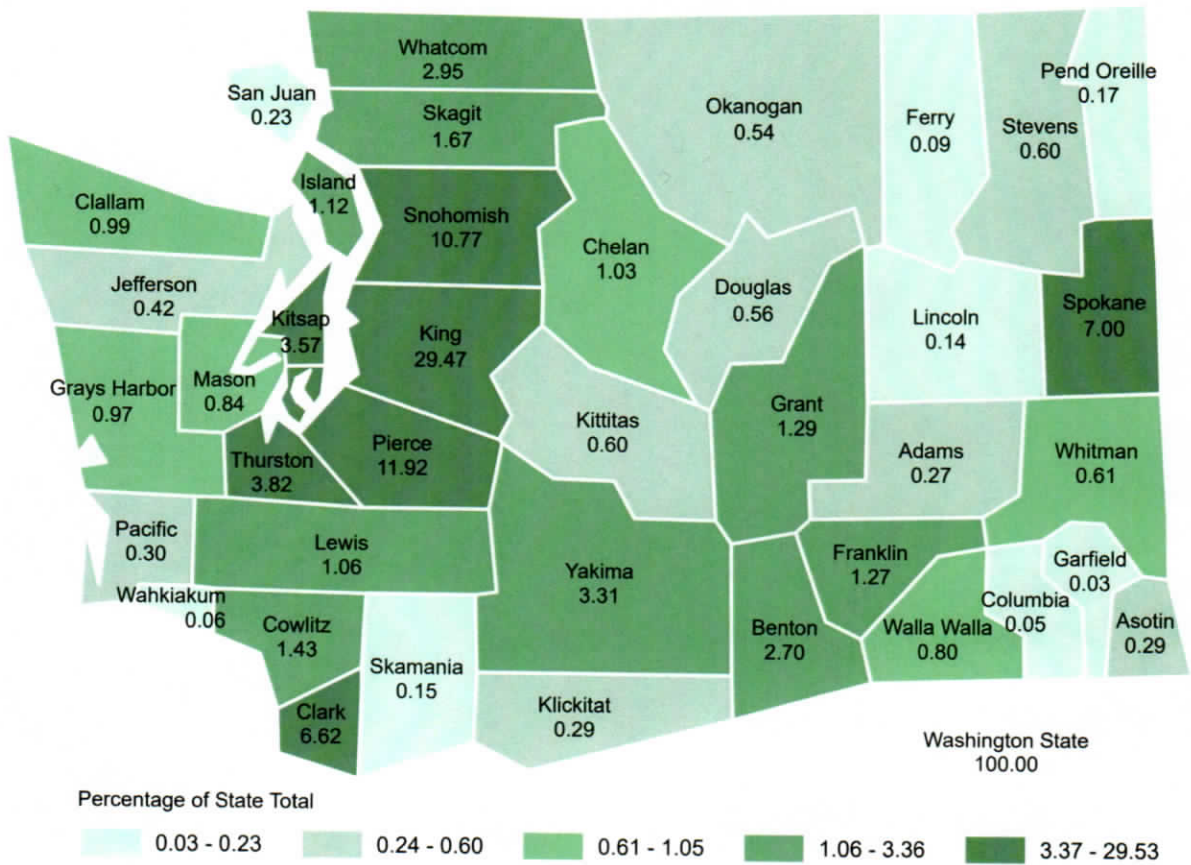 Whatcom
2.95
San Juan
0.23
Skagit
1.67
Okanogan
0.54
Ferry
0.09
Stevens
0.60
Pend Oreille
0.17
Clallam
0.99
Island
1.12
Snohomish
10.77
Chelan
1.03
Douglas
0.56
Jefferson
0.42
Kitsap
3.57
King
29.47
Lincoln
0.14
Spokane
7.00
Grays Harbor
0.97
Mason
0.84
Kittitas
0.60
Grant
1.29
Adams
0.27
Whitman
0.61
Thurston
3.82
Pierce
11.92
Pacific
0.30
Lewis
1.06
Yakima
3.31
Franklin
1.27
Garfield
0.03
Wahkiakum
0.06
Cowlitz
1.43
Skamania
0.15
Benton
2.70
Walla Walla
0.80
Columbia
0.05
Asotin
0.29
Clark
6.62
Klickitat
0.29
Washington State
100.00
Percentage of State Total
0.03 - 0.23
0.24 - 0.60
0.61 - 1.05
1.06 - 3.36
3.37 - 29.53